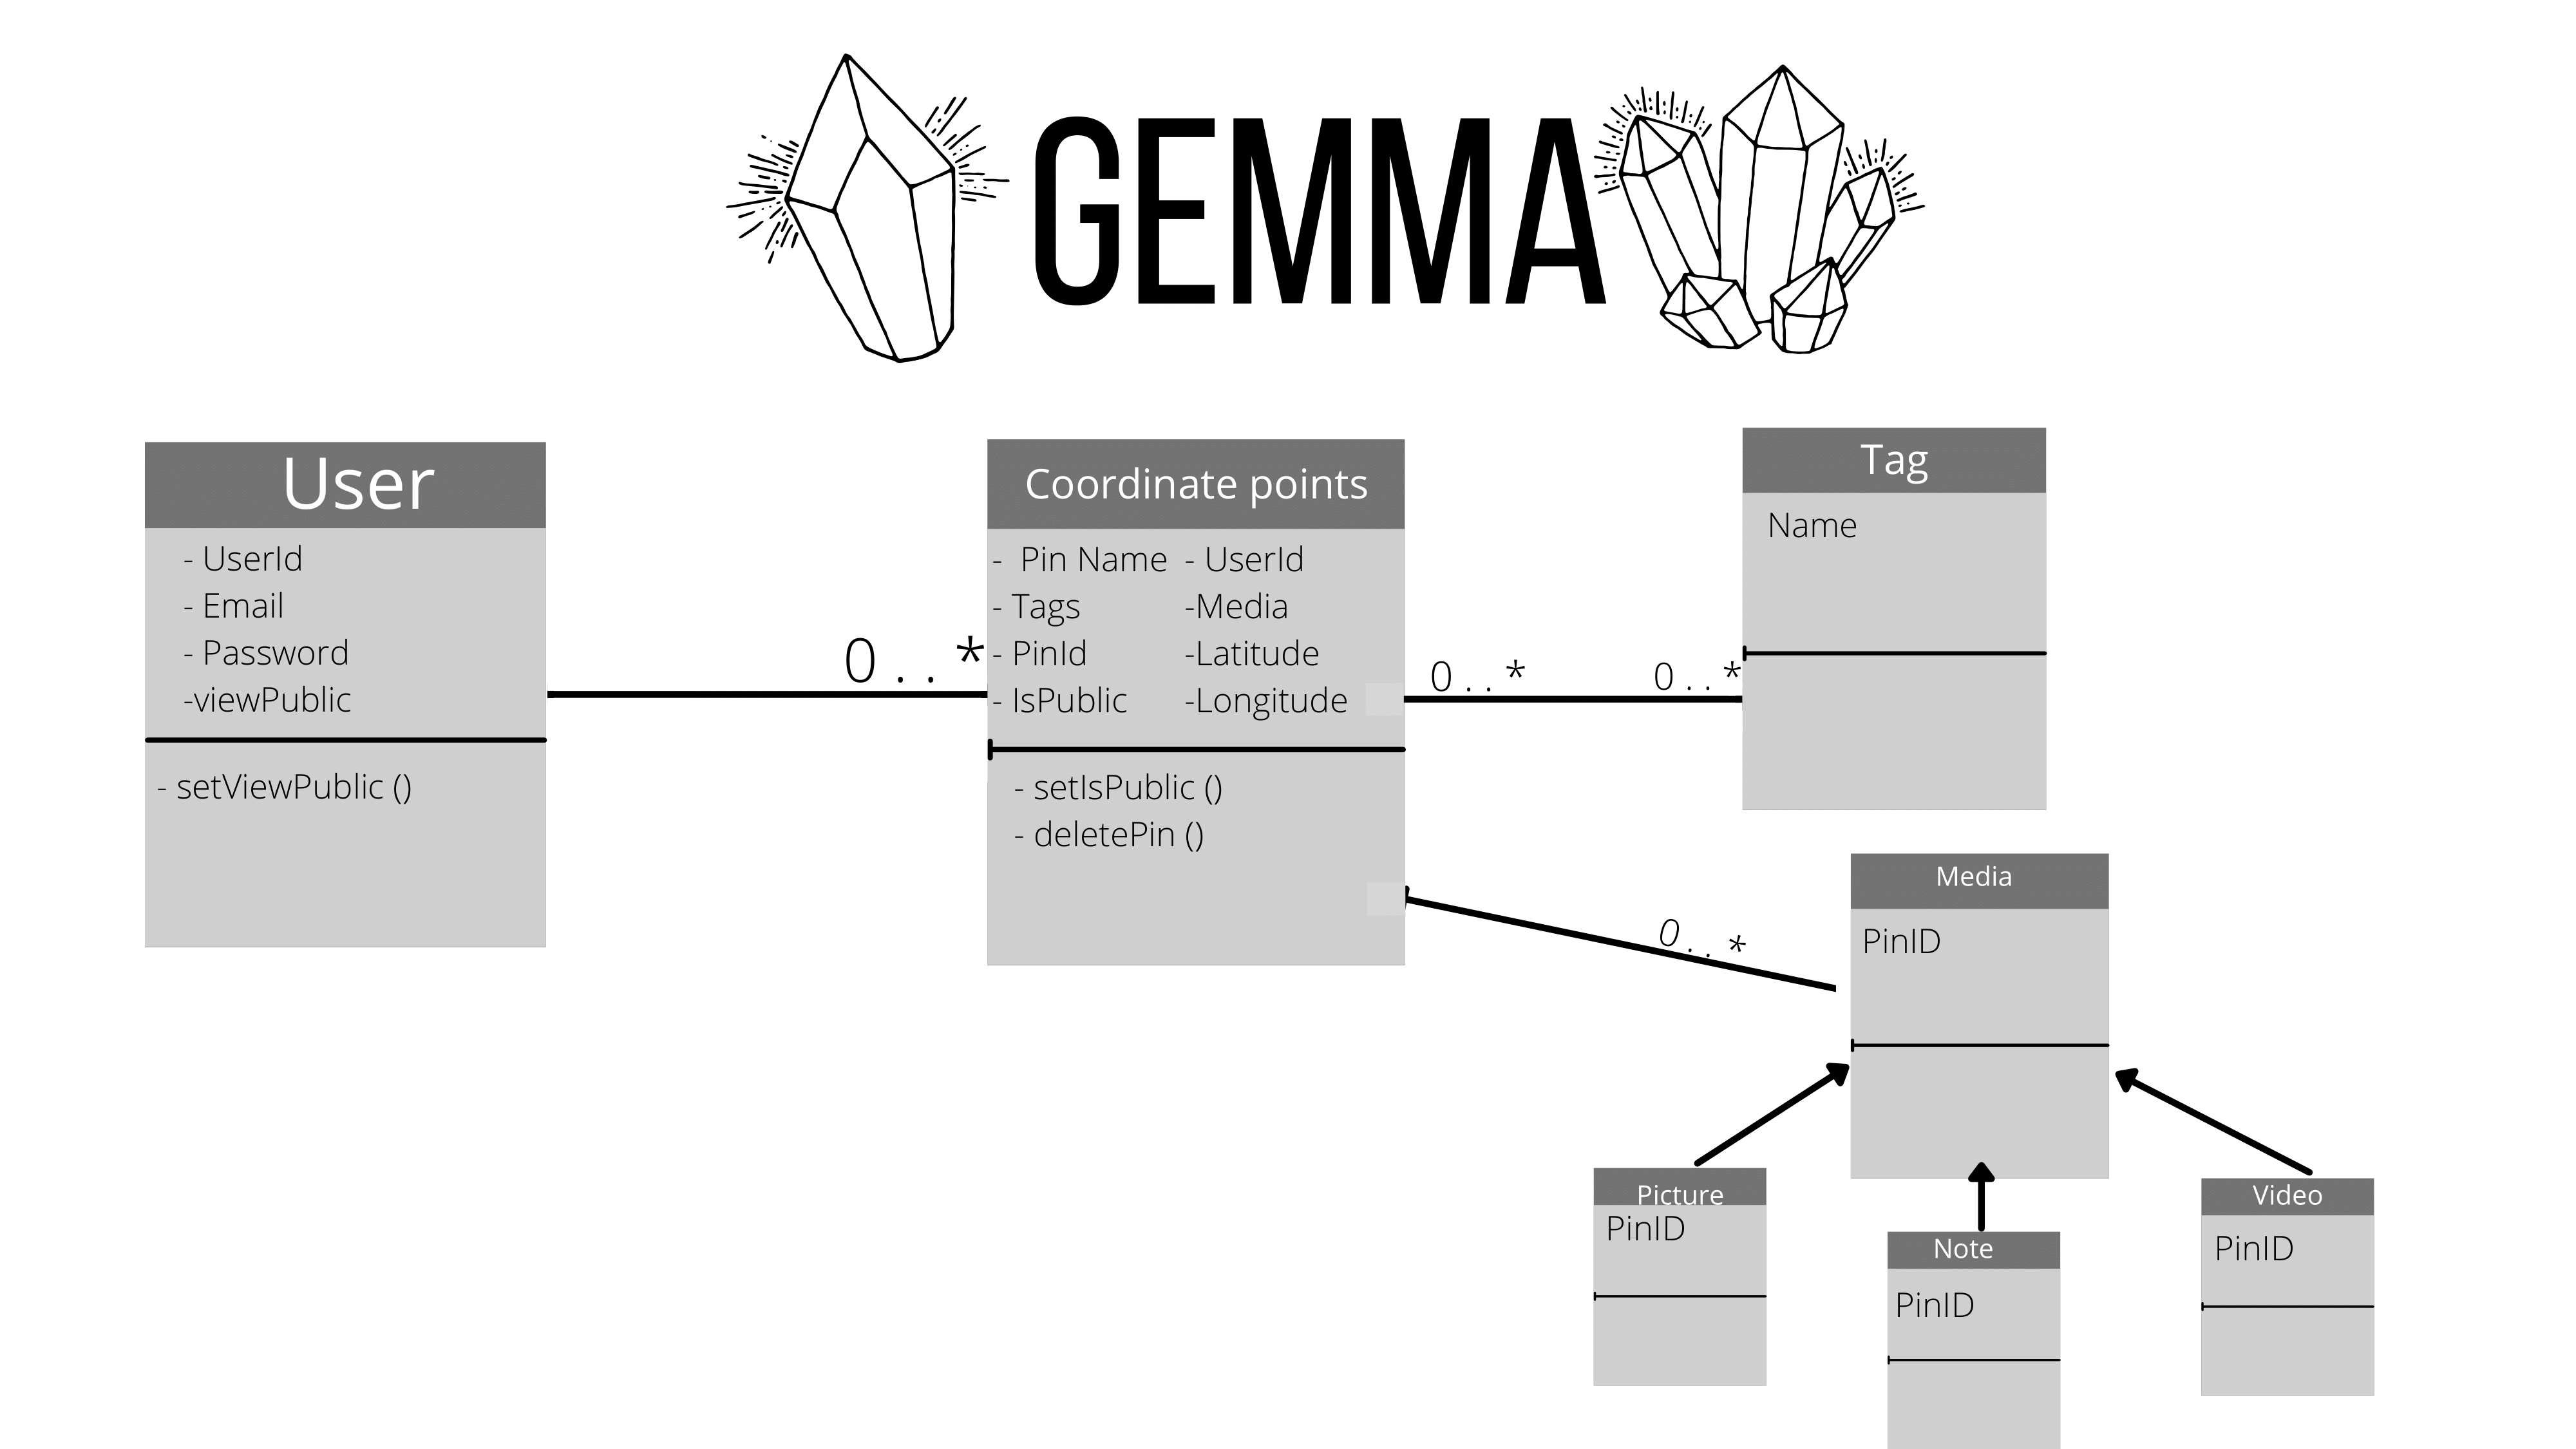 GEMMA
User
- UserId
- Email
- Password
-viewPublic
- setViewPublic ()
0 . . *
Coordinate points
- Pin Name - UserId
- Tags -Media
- PinId -Latitude
- IsPublic -Longitude
- setIsPublic ()
- deletePin ()
0 . . *
0 . . *
Tag
Name
0 . . *
Media
PinID
Picture
PinID
Note
PinID
Video
PinID